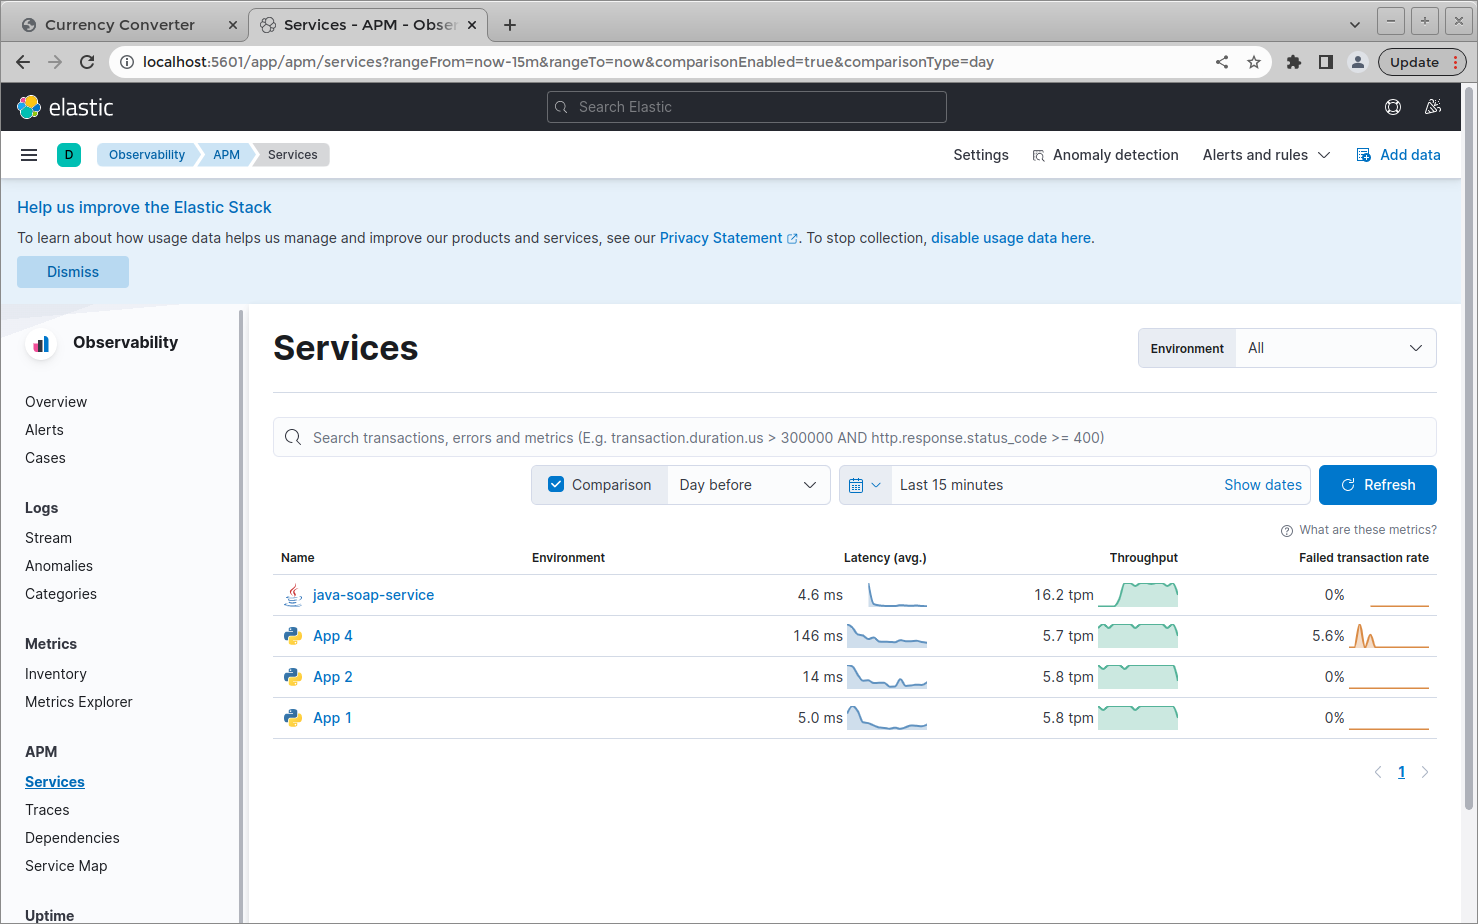 Currency Converter
Services - APM - Obser
localhost:5601/app/apm/services?rangeFrom=now-15m&rangeTo=now&comparisonEnabled=true&comparisonType=day
Update
elastic
Search Elastic
D
Observability
APM
Services
Settings
Anomaly detection
Alerts and rules
Add data
Help us improve the Elastic Stack
To learn about how usage data helps us manage and improve our products and services, see our Privacy Statement. To stop collection, disable usage data here.
Dismiss
Observability
Overview
Alerts
Cases
Logs
Stream
Anomalies
Categories
Metrics
Inventory
Metrics Explorer
APM
Services
Traces
Dependencies
Service Map
Uptime
Services
Environment
All
Search transactions, errors and metrics (E.g. transaction.duration.us > 300000 AND http.response.status_code >= 400)
Comparison
Day before
Last 15 minutes
Show dates
Refresh
What are these metrics?
Name Environment Latency (avg.) Throughput Failed transaction rate
java-soap-service 4.6 ms 16.2 tpm 0%
App 4 146 ms 5.7 tpm 5.6%
App 2 14 ms 5.8 tpm 0%
App 1 5.0 ms 5.8 tpm 0%
1